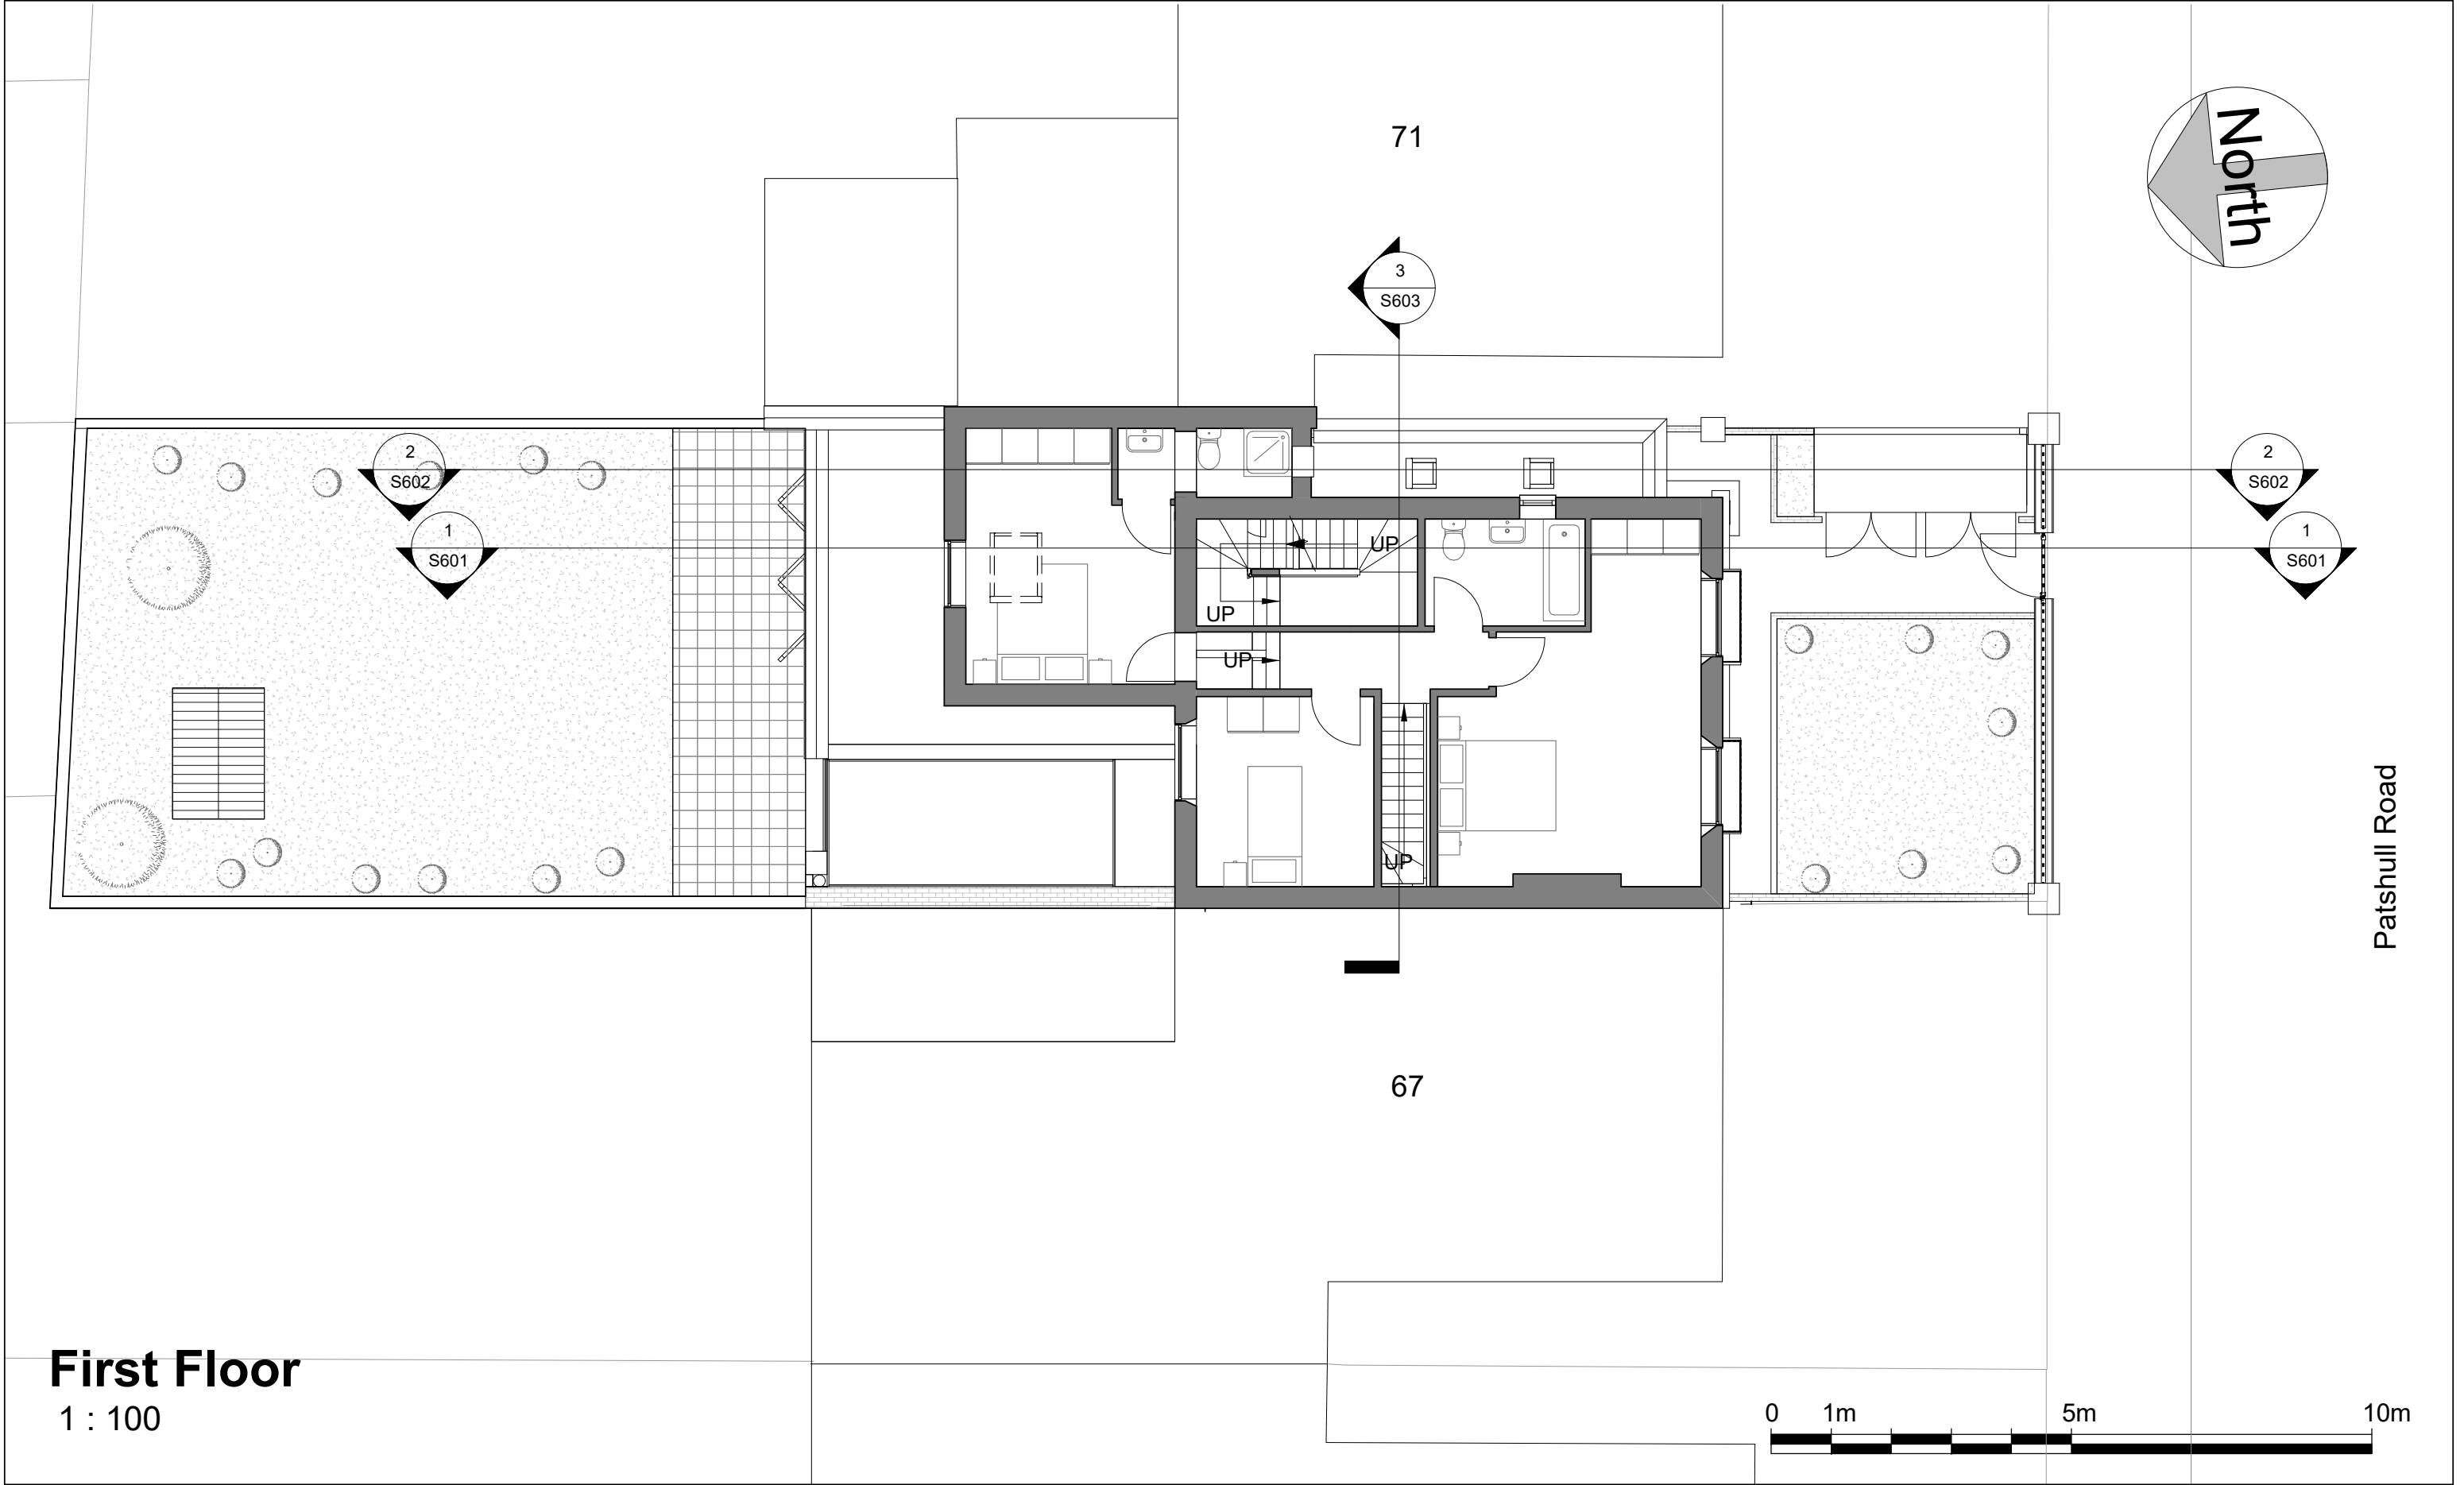 71
North
3
S603
2
S602
2
S602
1
S601
1
S601
UP
UP
UP
UP
Patshull Road
67
First Floor
1 : 100
0 1m 5m 10m